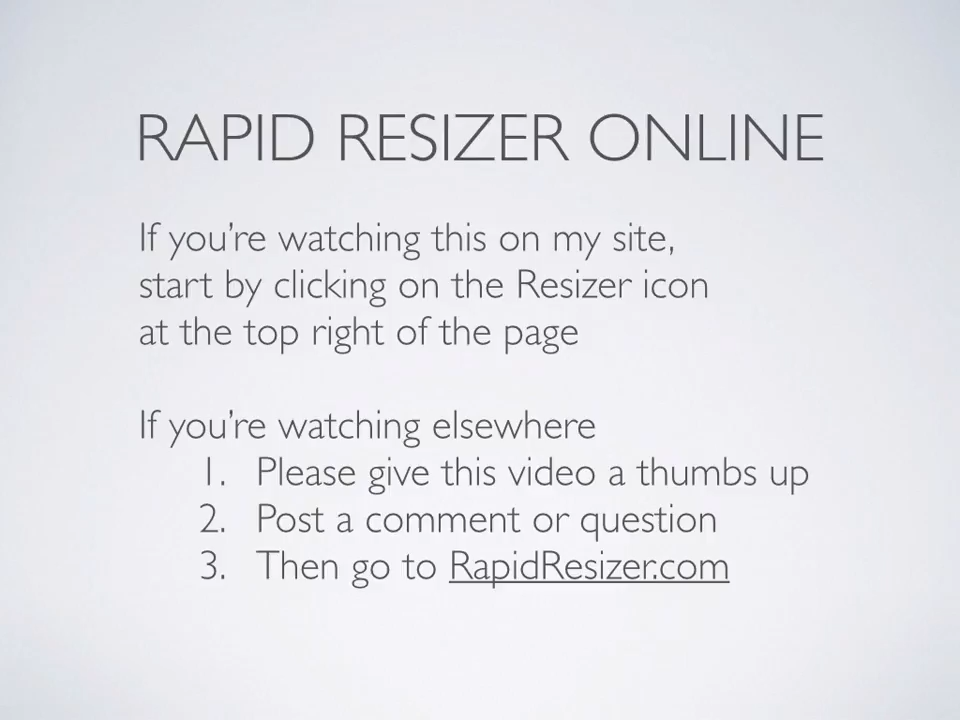 RAPID RESIZER ONLINE
If you’re watching this on my site,
start by clicking on the Resizer icon
at the top right of the page
If you’re watching elsewhere
1. Please give this video a thumbs up
2. Post a comment or question
3. Then go to RapidResizer.com